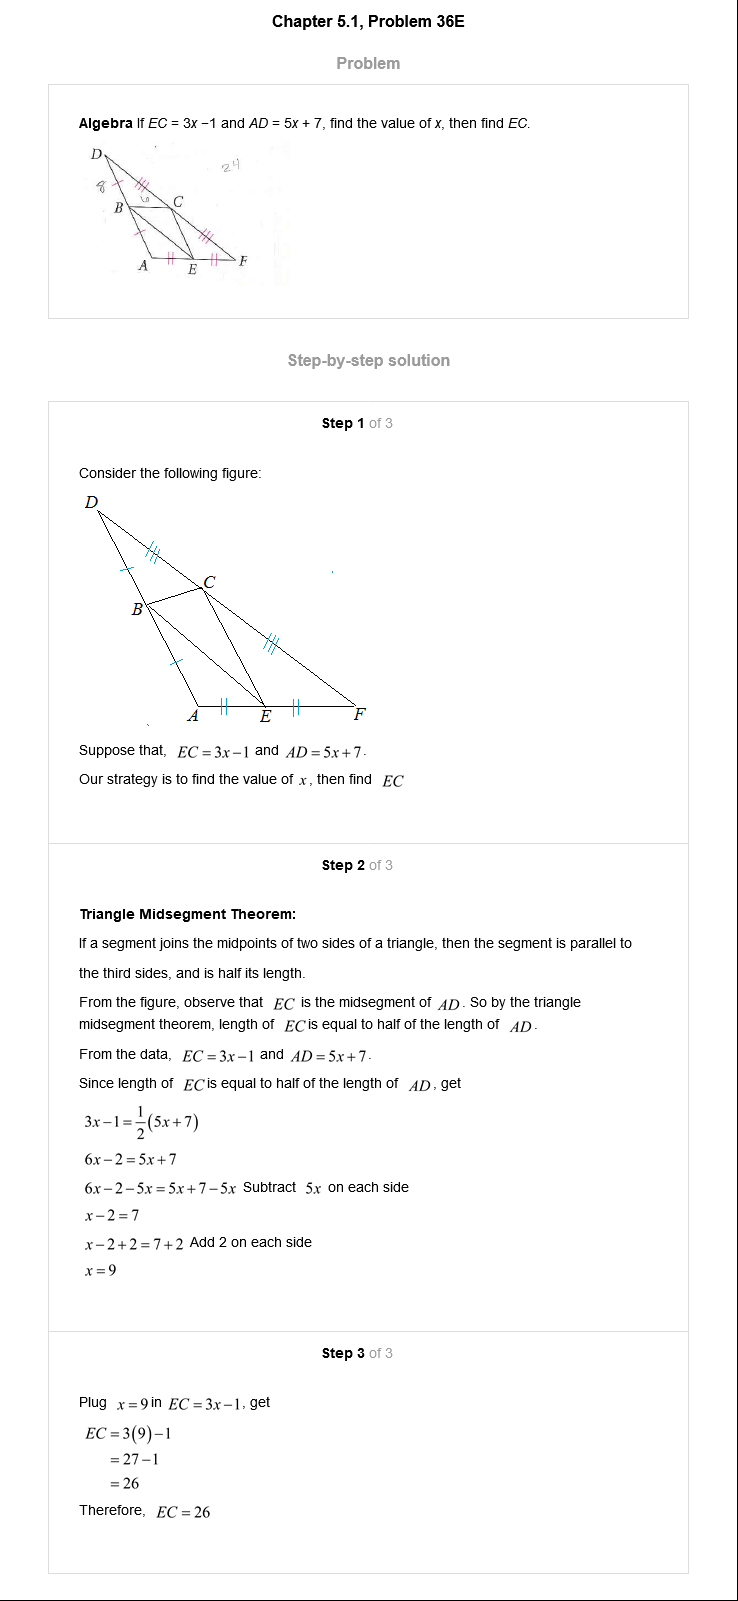 Chapter 5.1, Problem 36E
Problem
Algebra If EC = 3x −1 and AD = 5x + 7, find the value of x, then find EC.
D
24
8
6
C
B
A
E
F
Step-by-step solution
Step 1 of 3
Consider the following figure:
D
C
B
A
E
F
Suppose that, EC = 3x − 1 and AD = 5x + 7.
Our strategy is to find the value of x, then find EC
Step 2 of 3
Triangle Midsegment Theorem:
If a segment joins the midpoints of two sides of a triangle, then the segment is parallel to
the third sides, and is half its length.
From the figure, observe that EC is the midsegment of AD. So by the triangle
midsegment theorem, length of EC is equal to half of the length of AD.
From the data, EC = 3x − 1 and AD = 5x + 7.
Since length of EC is equal to half of the length of AD, get
3x − 1 = 1/2 (5x + 7)
6x − 2 = 5x + 7
6x − 2 − 5x = 5x + 7 − 5x Subtract 5x on each side
x − 2 = 7
x − 2 + 2 = 7 + 2 Add 2 on each side
x = 9
Step 3 of 3
Plug x = 9 in EC = 3x − 1, get
EC = 3(9) − 1
= 27 − 1
= 26
Therefore, EC = 26